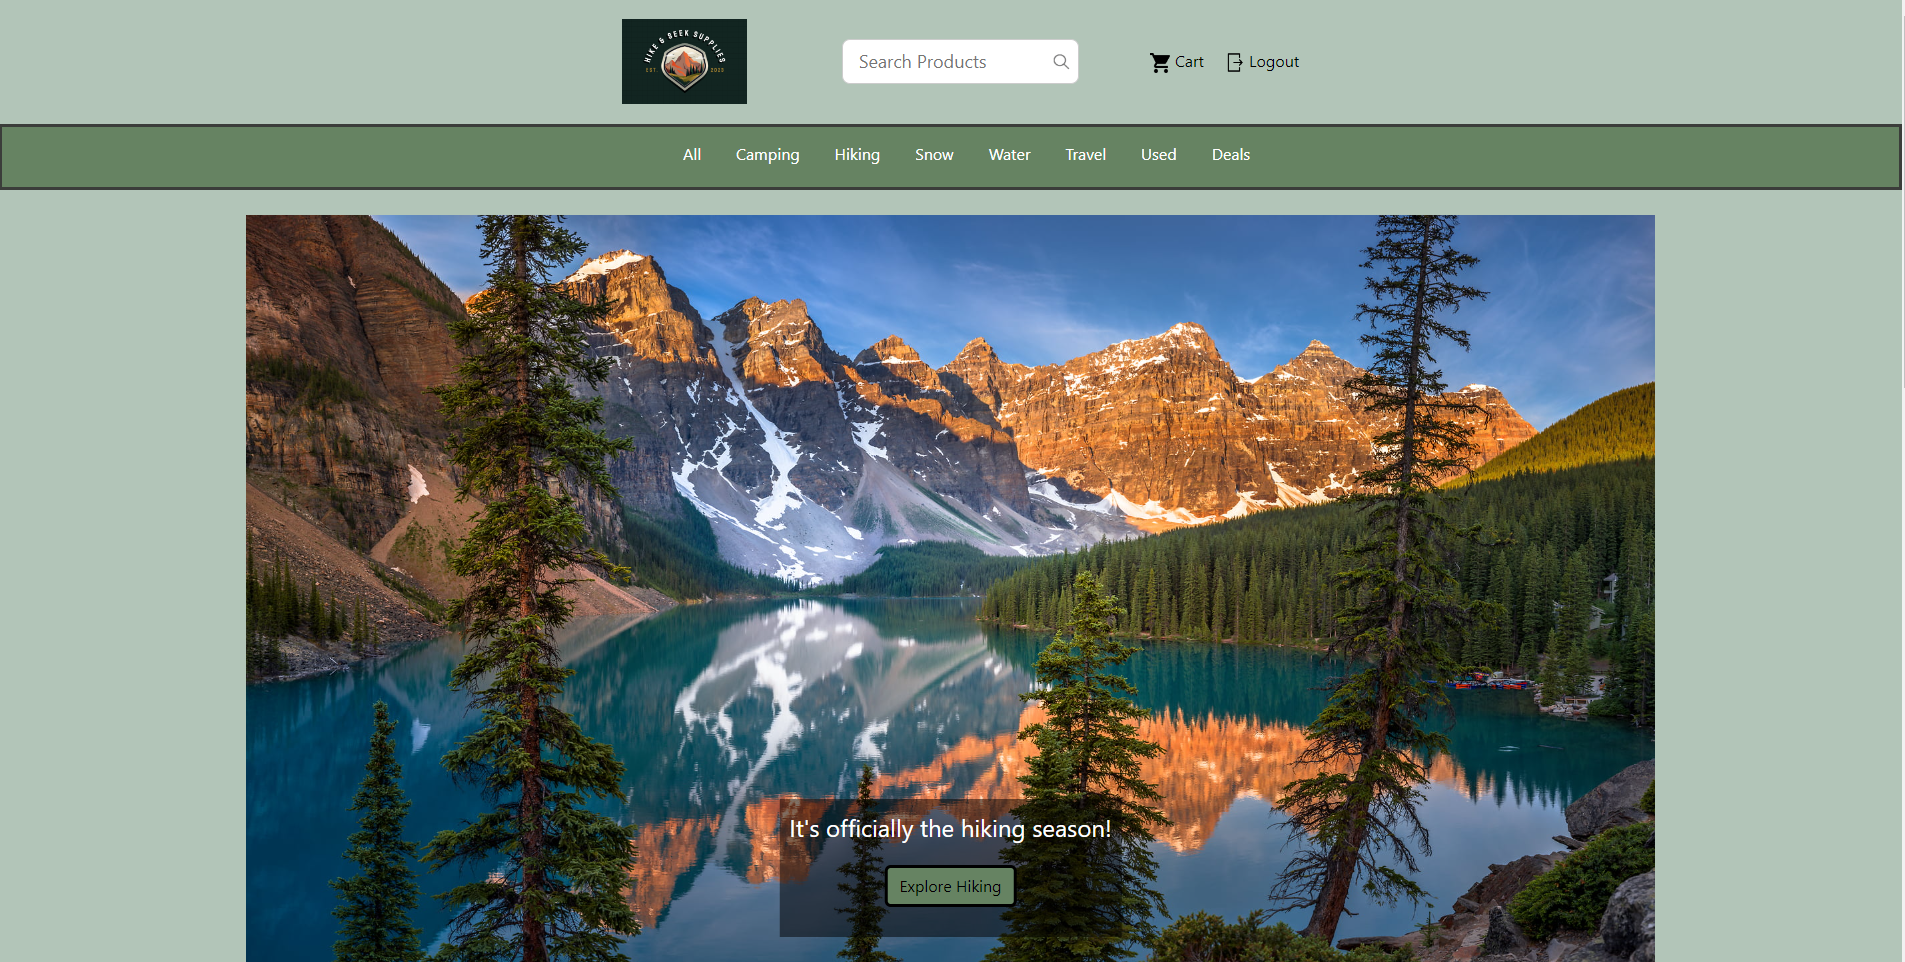 HIKE & SEEK SUPPLIES
EST. 2023
Search Products
Cart
Logout
All Camping Hiking Snow Water Travel Used Deals
It's officially the hiking season!
Explore Hiking